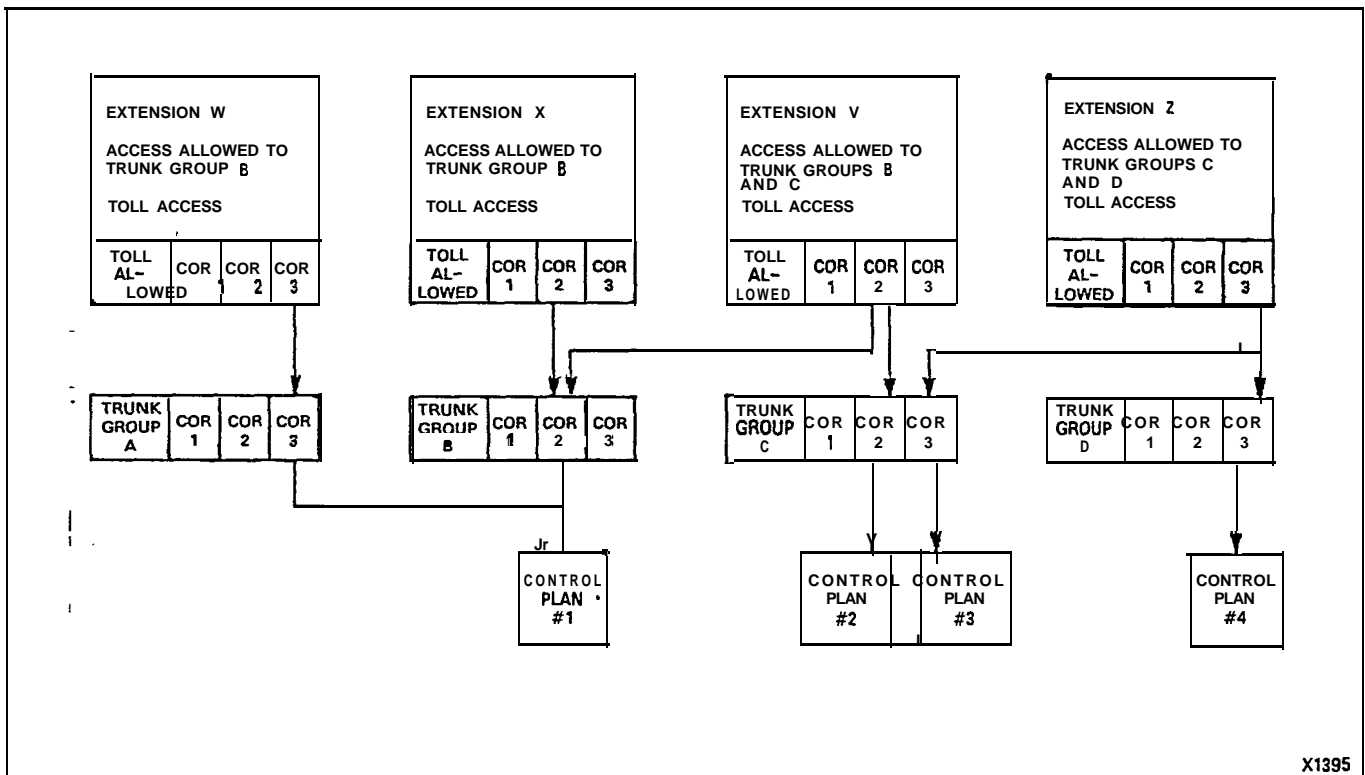 EXTENSION W
ACCESS ALLOWED TO
TRUNK GROUP B
TOLL ACCESS
TOLL
AL-
LOWED
COR
1
COR
2
COR
3
EXTENSION X
ACCESS ALLOWED TO
TRUNK GROUP B
TOLL ACCESS
TOLL
AL-
LOWED
COR
1
COR
2
COR
3
EXTENSION V
ACCESS ALLOWED TO
TRUNK GROUPS B
AND C
TOLL ACCESS
TOLL
AL-
LOWED
COR
1
COR
2
COR
3
EXTENSION Z
ACCESS ALLOWED TO
TRUNK GROUPS C
AND D
TOLL ACCESS
TOLL
AL-
LOWED
COR
1
COR
2
COR
3
TRUNK
GROUP
A
COR
1
COR
2
COR
3
TRUNK
GROUP
B
COR
1
COR
2
COR
3
TRUNK
GROUP
C
COR
1
COR
2
COR
3
TRUNK
GROUP
D
COR
1
COR
2
COR
3
Jr
CONTROL
PLAN
#1
CONTROL
PLAN
#2
CONTROL
PLAN
#3
CONTROL
PLAN
#4
X1395